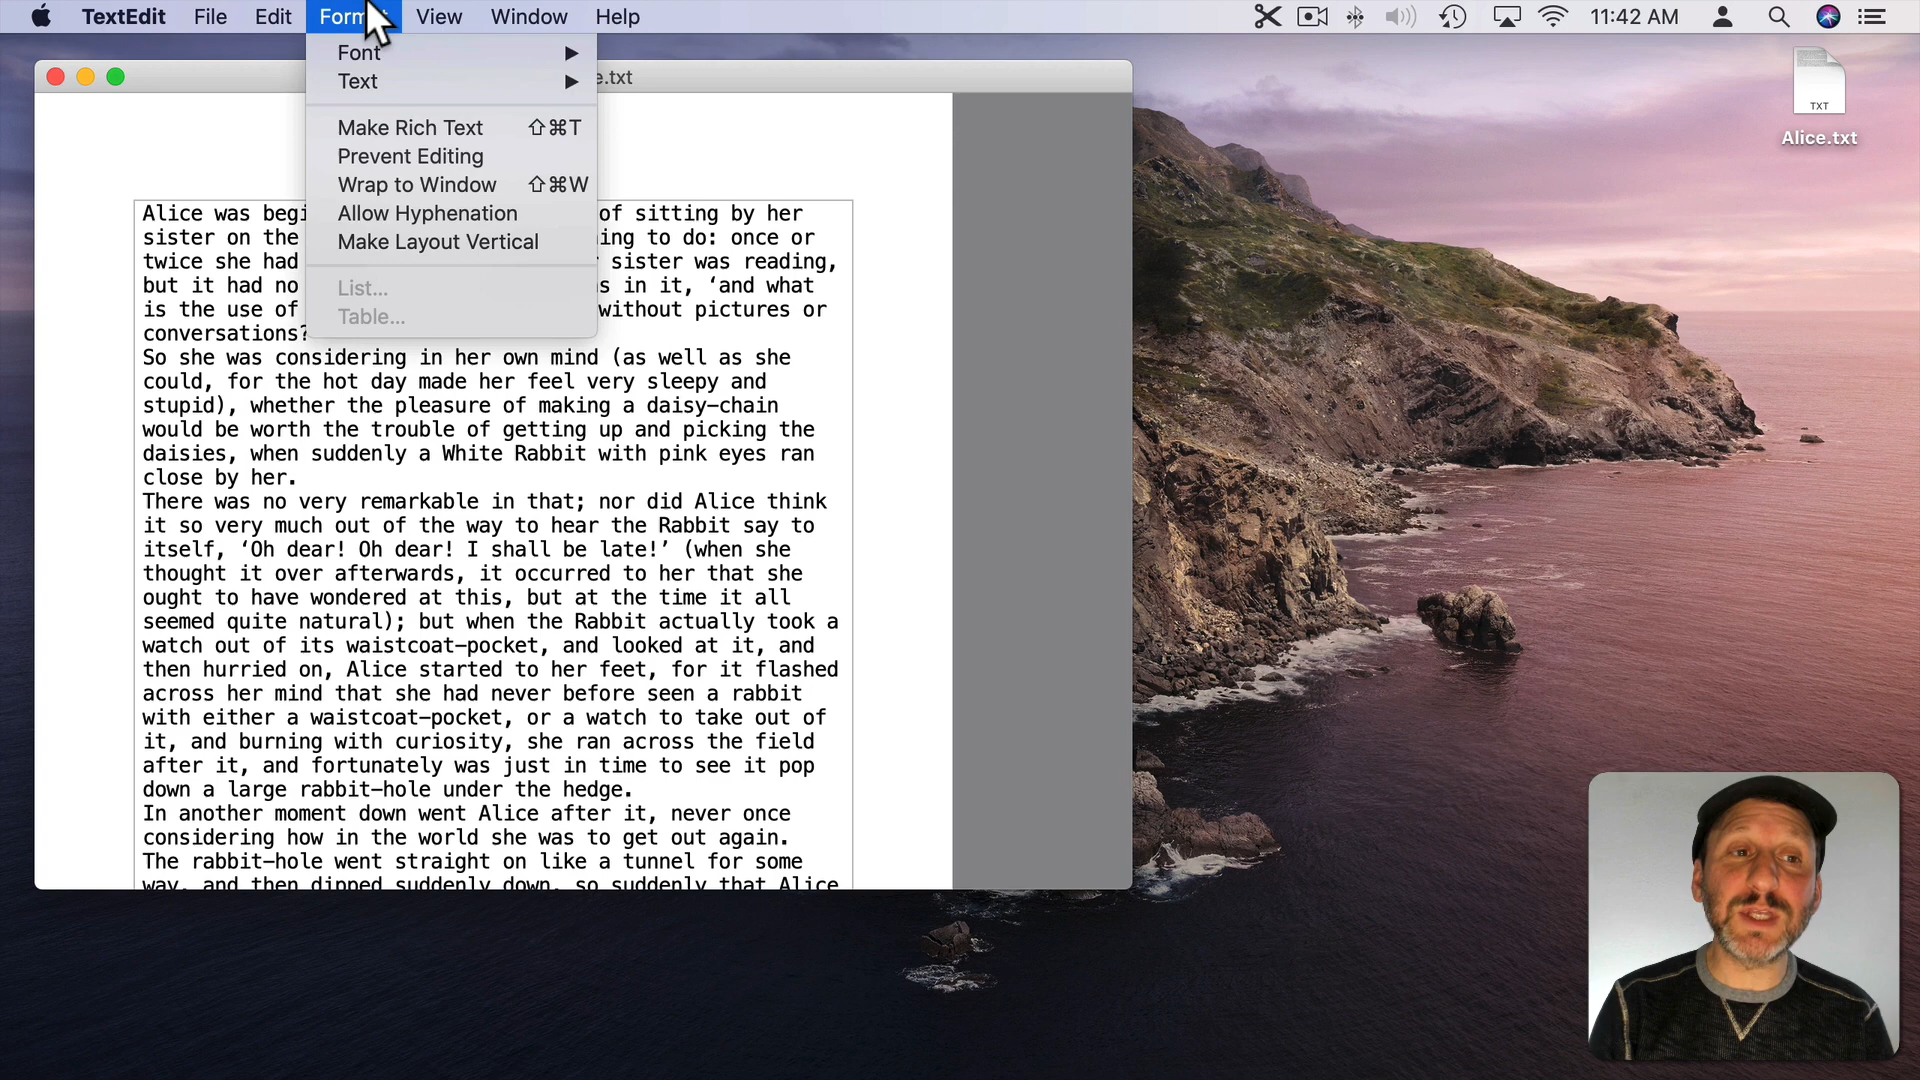 TextEdit File Edit Form View Window Help 11:42 AM
Font
Text
Make Rich Text ⇧⌘T
Prevent Editing
Wrap to Window ⇧⌘W
Allow Hyphenation
Make Layout Vertical
List...
Table...
e.txt
TXT
Alice.txt
Alice was begi of sitting by her
sister on the ing to do: once or
twice she had sister was reading,
but it had no s in it, ‘and what
is the use of without pictures or
conversations?
So she was considering in her own mind (as well as she
could, for the hot day made her feel very sleepy and
stupid), whether the pleasure of making a daisy-chain
would be worth the trouble of getting up and picking the
daisies, when suddenly a White Rabbit with pink eyes ran
close by her.
There was no very remarkable in that; nor did Alice think
it so very much out of the way to hear the Rabbit say to
itself, ‘Oh dear! Oh dear! I shall be late!’ (when she
thought it over afterwards, it occurred to her that she
ought to have wondered at this, but at the time it all
seemed quite natural); but when the Rabbit actually took a
watch out of its waistcoat-pocket, and looked at it, and
then hurried on, Alice started to her feet, for it flashed
across her mind that she had never before seen a rabbit
with either a waistcoat-pocket, or a watch to take out of
it, and burning with curiosity, she ran across the field
after it, and fortunately was just in time to see it pop
down a large rabbit-hole under the hedge.
In another moment down went Alice after it, never once
considering how in the world she was to get out again.
The rabbit-hole went straight on like a tunnel for some
way, and then dipped suddenly down, so suddenly that Alice